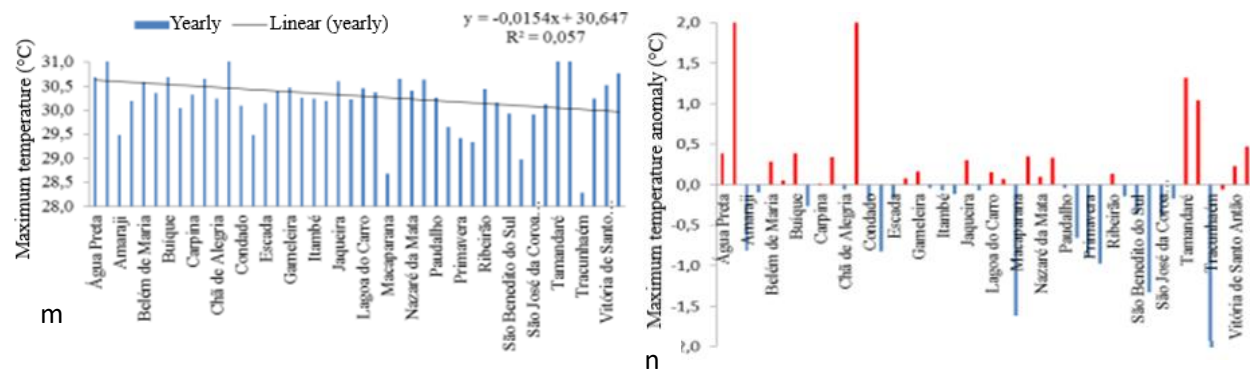 Yearly
Linear (yearly)
y = -0,0154x + 30,647
R² = 0,057
Maximum temperature (°C)
31,0
30,5
30,0
29,5
29,0
28,5
28,0
Água Preta
Amaraji
Belém de Maria
Buique
Carpina
Chã de Alegria
Condado
Escada
Gameleira
Itambé
Jaqueira
Lagoa do Carro
Macaparana
Nazaré da Mata
Paudalho
Primavera
Ribeirão
São Benedito do Sul
São José da Coroa...
Tamandaré
Tracunhaém
Vitória de Santo...
m
Maximum temperature anomaly (°C)
2,0
1,5
1,0
0,5
0,0
-0,5
-1,0
-1,5
2,0
Água Preta
Amaraji
Belém de Maria
Buique
Carpina
Chã de Alegria
Condado
Escada
Gameleira
Itambé
Jaqueira
Lagoa do Carro
Macaparana
Nazaré da Mata
Paudalho
Primavera
Ribeirão
São Benedito do Sul
São José da Coroa...
Tamandaré
Tracunhaém
Vitória de Santo Antão
n